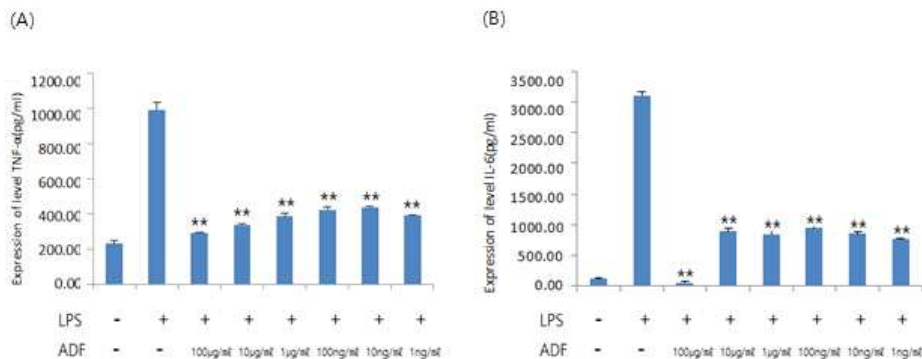 (A)
(B)
Expression of level TNF-α(pg/ml)
1200.00
1000.00
800.00
600.00
400.00
200.00
0.00
** ** ** ** ** **
LPS - + + + + + + +
ADF - - 100μg/㎖ 10μg/㎖ 1μg/㎖ 100ng/㎖ 10ng/㎖ 1ng/㎖
Expression of level IL-6(pg/ml)
3500.00
3000.00
2500.00
2000.00
1500.00
1000.00
500.00
0.00
** ** ** ** ** **
LPS - + + + + + + +
ADF - - 100μg/㎖ 10μg/㎖ 1μg/㎖ 100ng/㎖ 10ng/㎖ 1ng/㎖